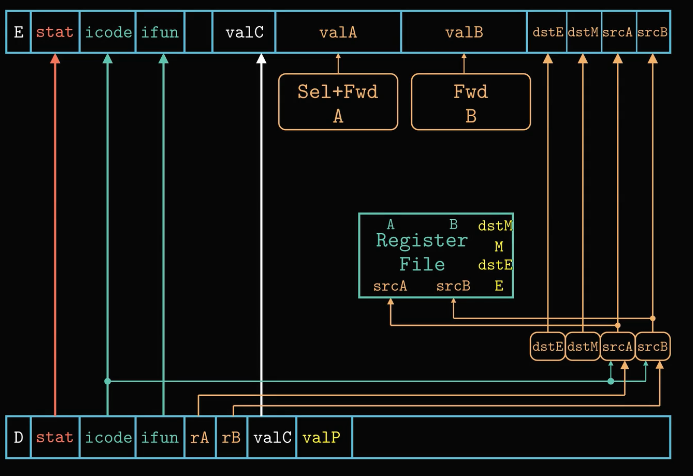 E stat icode ifun valC valA valB dstE dstM srcA srcB
Sel+Fwd
A
Fwd
B
A B dstM
Register M
File dstE
srcA srcB E
dstE dstM srcA srcB
D stat icode ifun rA rB valC valP